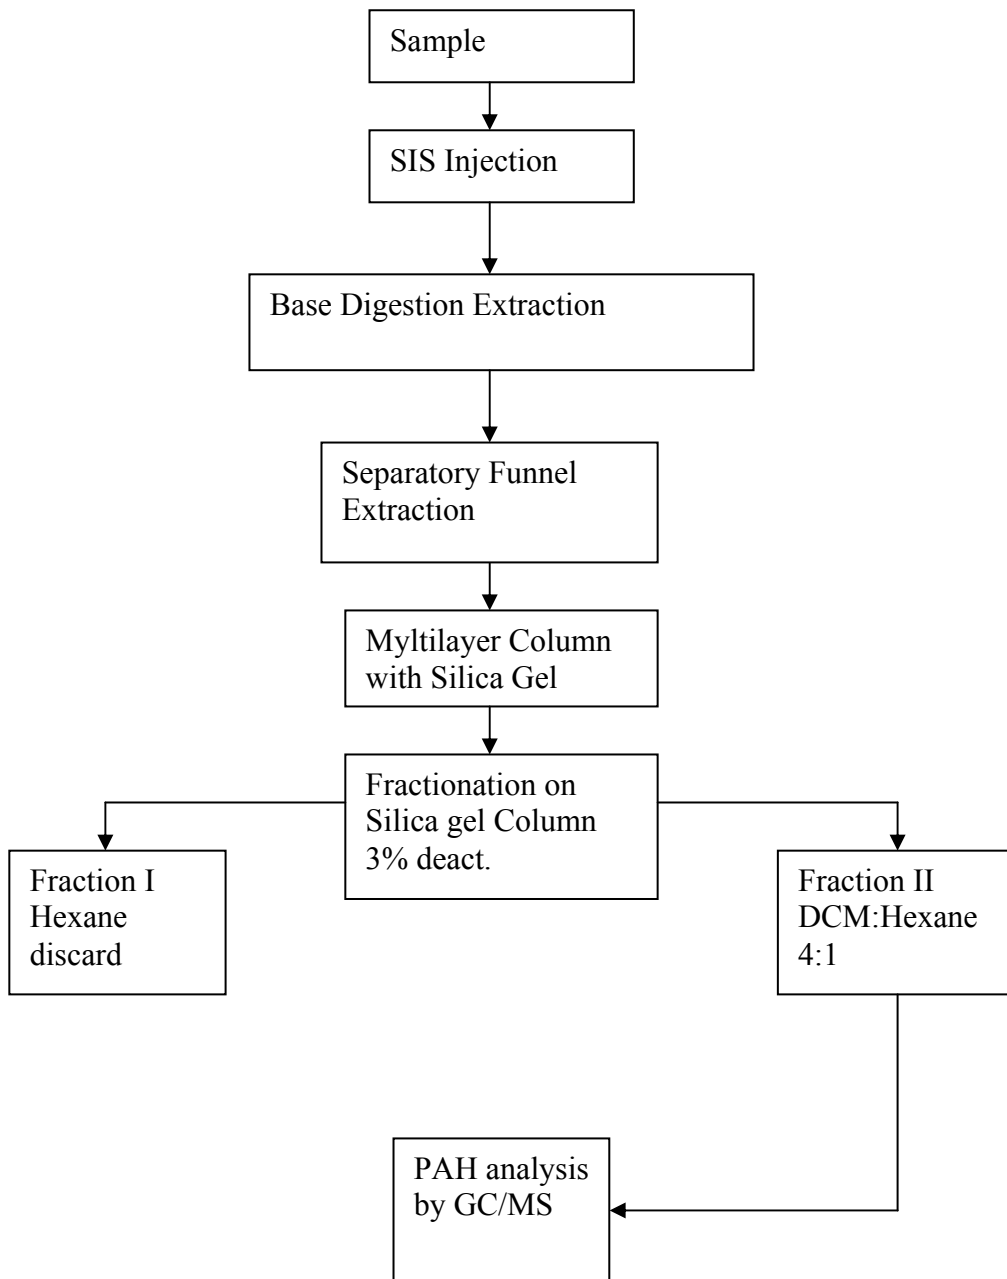 Sample
SIS Injection
Base Digestion Extraction
Separatory Funnel
Extraction
Myltilayer Column
with Silica Gel
Fractionation on
Silica gel Column
3% deact.
Fraction I
Hexane
discard
Fraction II
DCM:Hexane
4:1
PAH analysis
by GC/MS